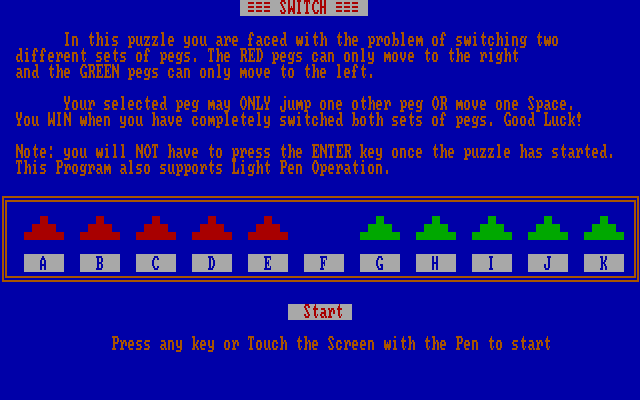 ≡≡≡ SWITCH ≡≡≡
In this puzzle you are faced with the problem of switching two
different sets of pegs. The RED pegs can only move to the right
and the GREEN pegs can only move to the left.
Your selected peg may ONLY jump one other peg OR move one Space.
You WIN when you have completely switched both sets of pegs. Good Luck!
Note: you will NOT have to press the ENTER key once the puzzle has started.
This Program also supports Light Pen Operation.
A B C D E F G H I J K
Start
Press any key or Touch the Screen with the Pen to start